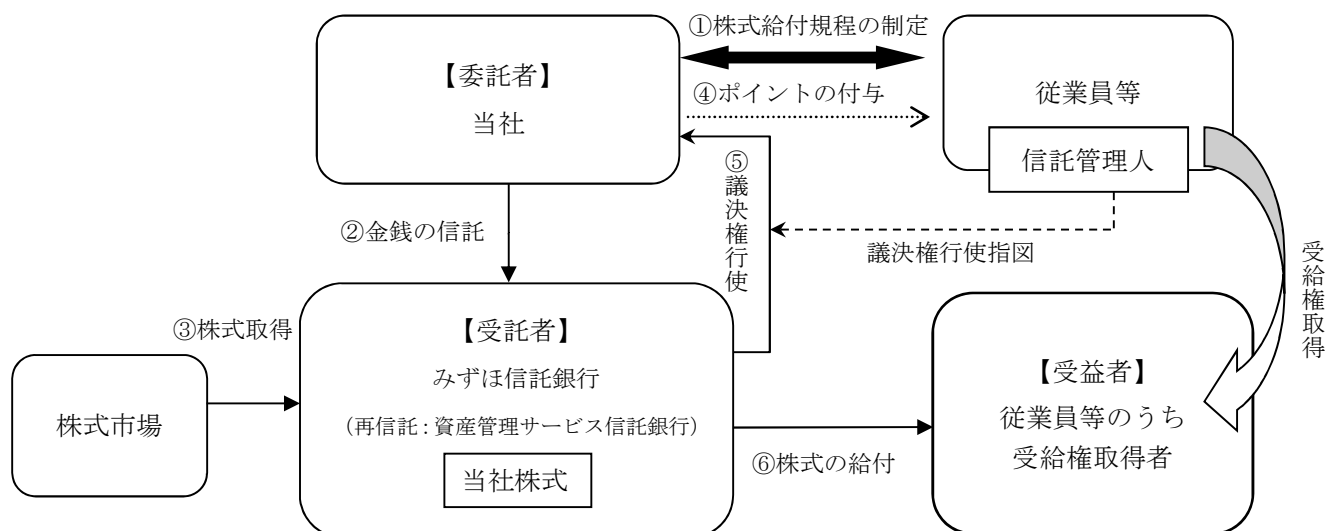 ①株式給付規程の制定
【委託者】
当社
④ポイントの付与
従業員等
信託管理人
⑤議決権行使
②金銭の信託
議決権行使指図
受給権取得
③株式取得
【受託者】
みずほ信託銀行
（再信託：資産管理サービス信託銀行）
当社株式
株式市場
⑥株式の給付
【受益者】
従業員等のうち
受給権取得者